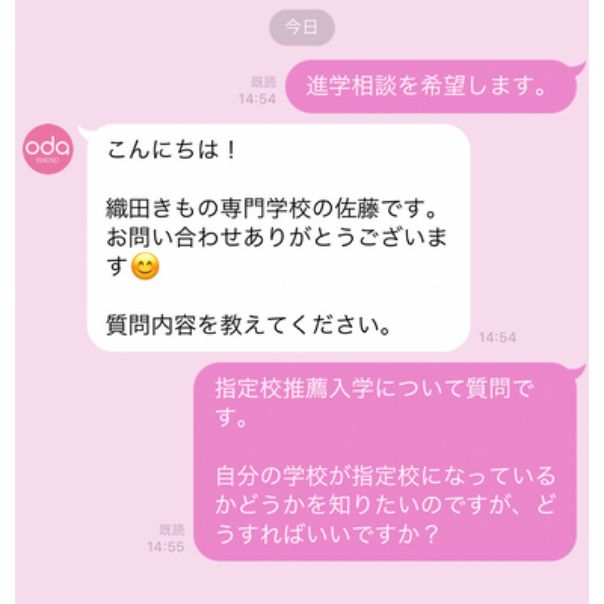 今日
既読
14:54
進学相談を希望します。
oda
KIMONO
こんにちは！
織田きもの専門学校の佐藤です。
お問い合わせありがとうございま
す😊
質問内容を教えてください。
14:54
指定校推薦入学について質問で
す。
自分の学校が指定校になっている
かどうかを知りたいのですが、ど
うすればいいですか？
既読
14:55